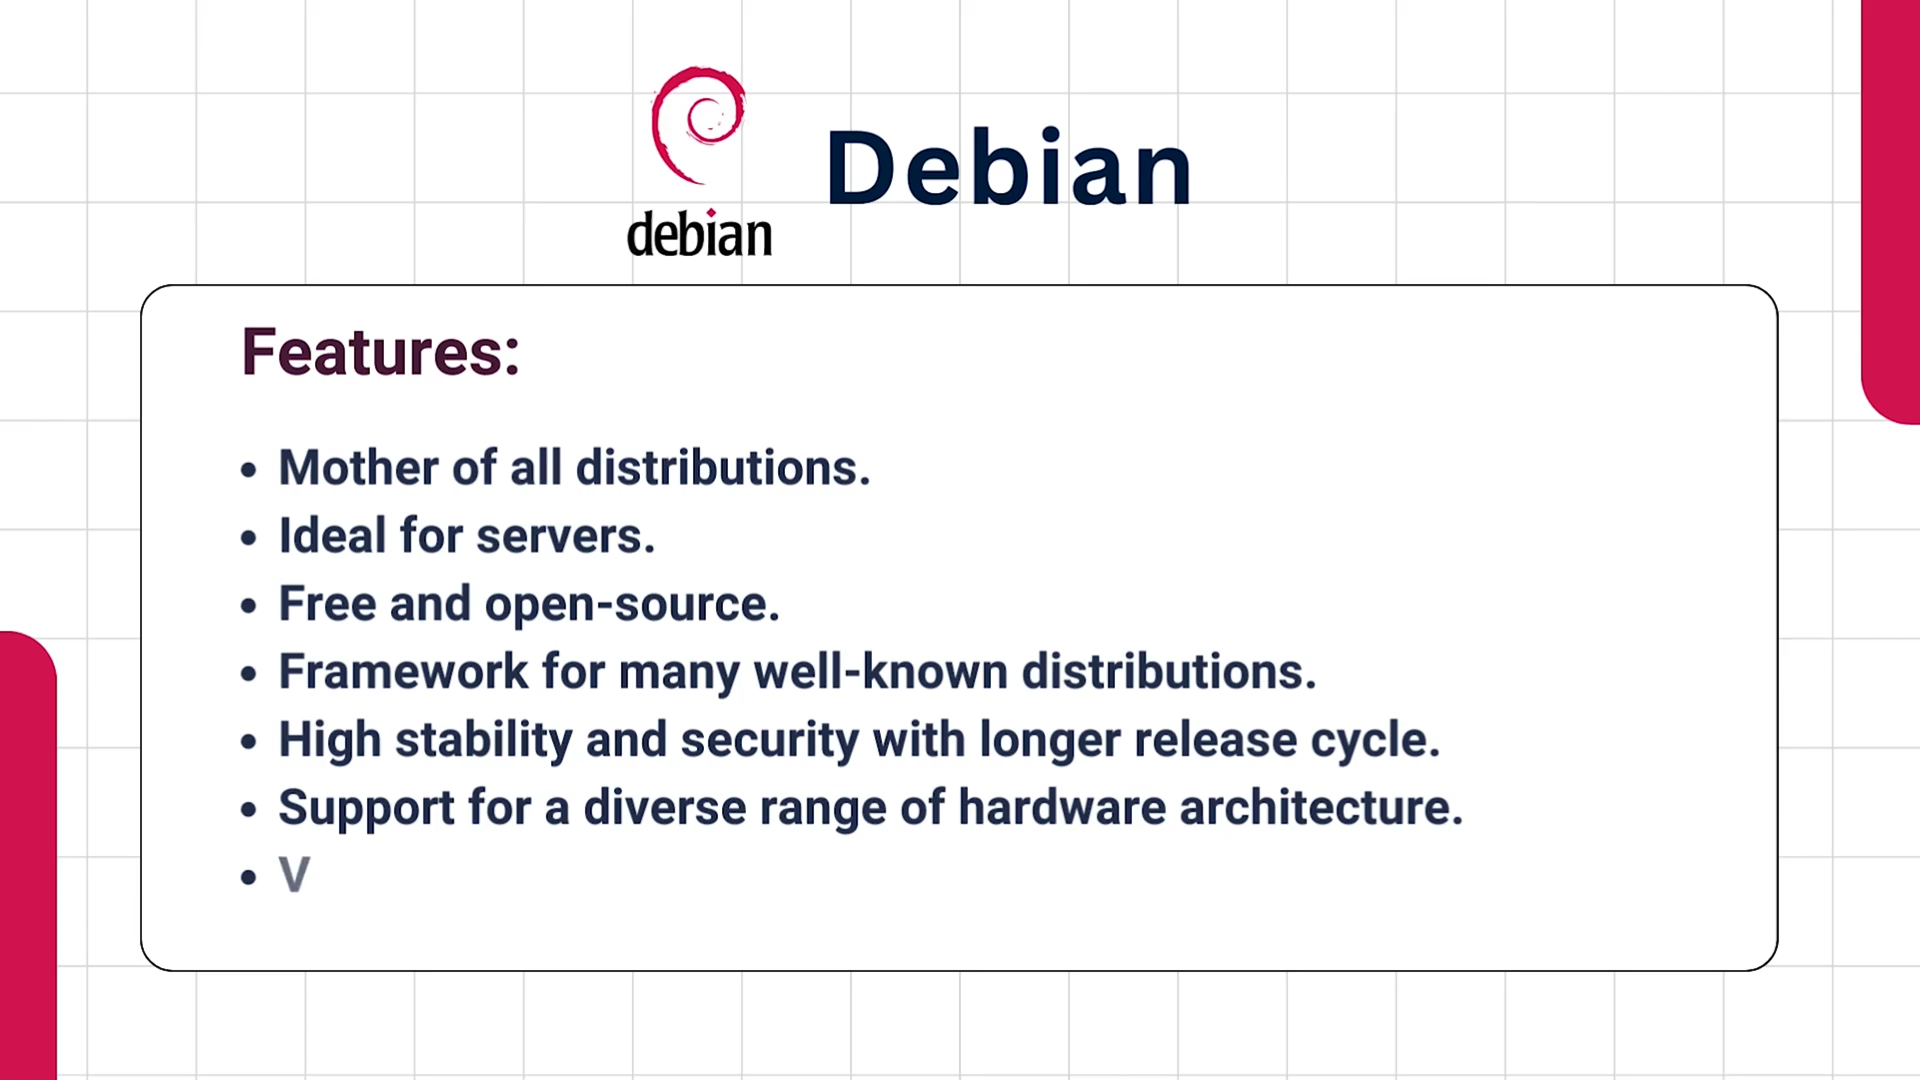 debian
Debian
Features:
• Mother of all distributions.
• Ideal for servers.
• Free and open-source.
• Framework for many well-known distributions.
• High stability and security with longer release cycle.
• Support for a diverse range of hardware architecture.
• V